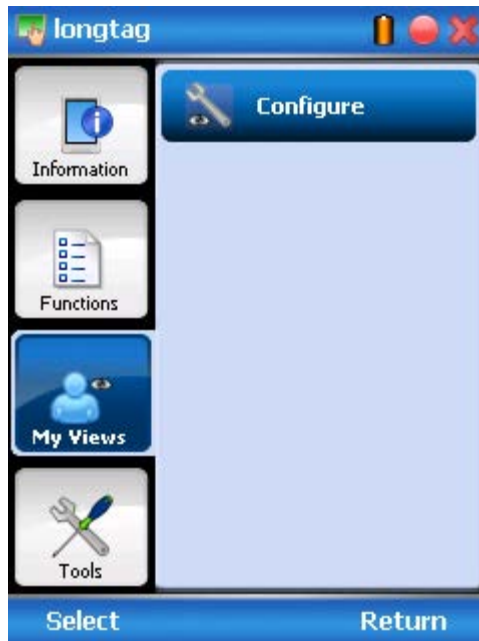 longtag
Configure
Information
Functions
My Views
Tools
Select
Return